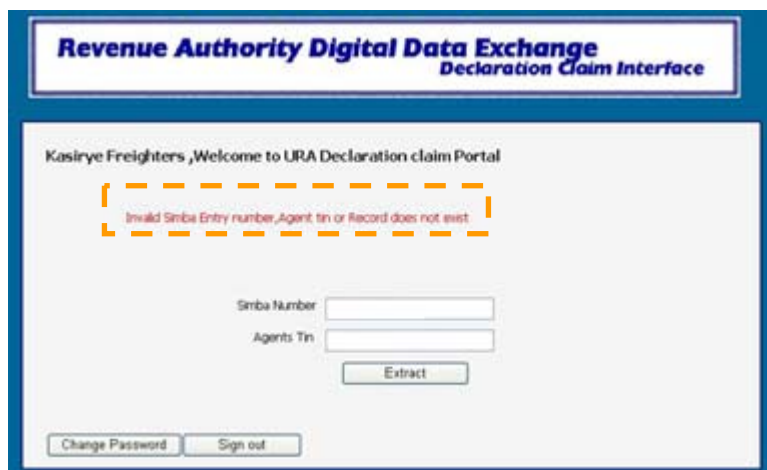 Revenue Authority Digital Data Exchange
Declaration Claim Interface
Kasirye Freighters ,Welcome to URA Declaration claim Portal
Invalid Simba Entry number,Agent tin or Record does not exist
Simba Number
Agents Tin
Extract
Change Password
Sign out